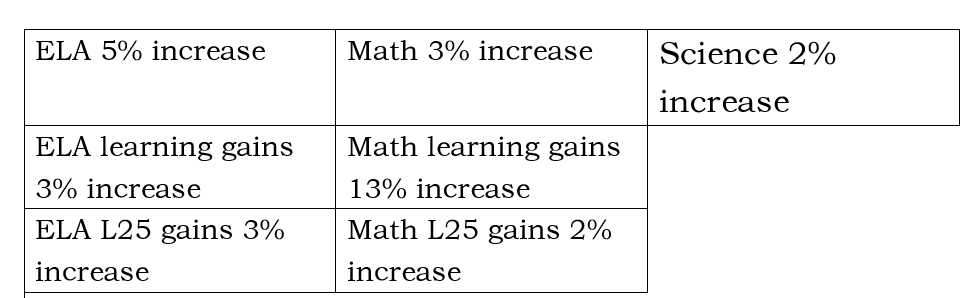 ELA 5% increase
Math 3% increase
Science 2%
increase
ELA learning gains
3% increase
Math learning gains
13% increase
ELA L25 gains 3%
increase
Math L25 gains 2%
increase